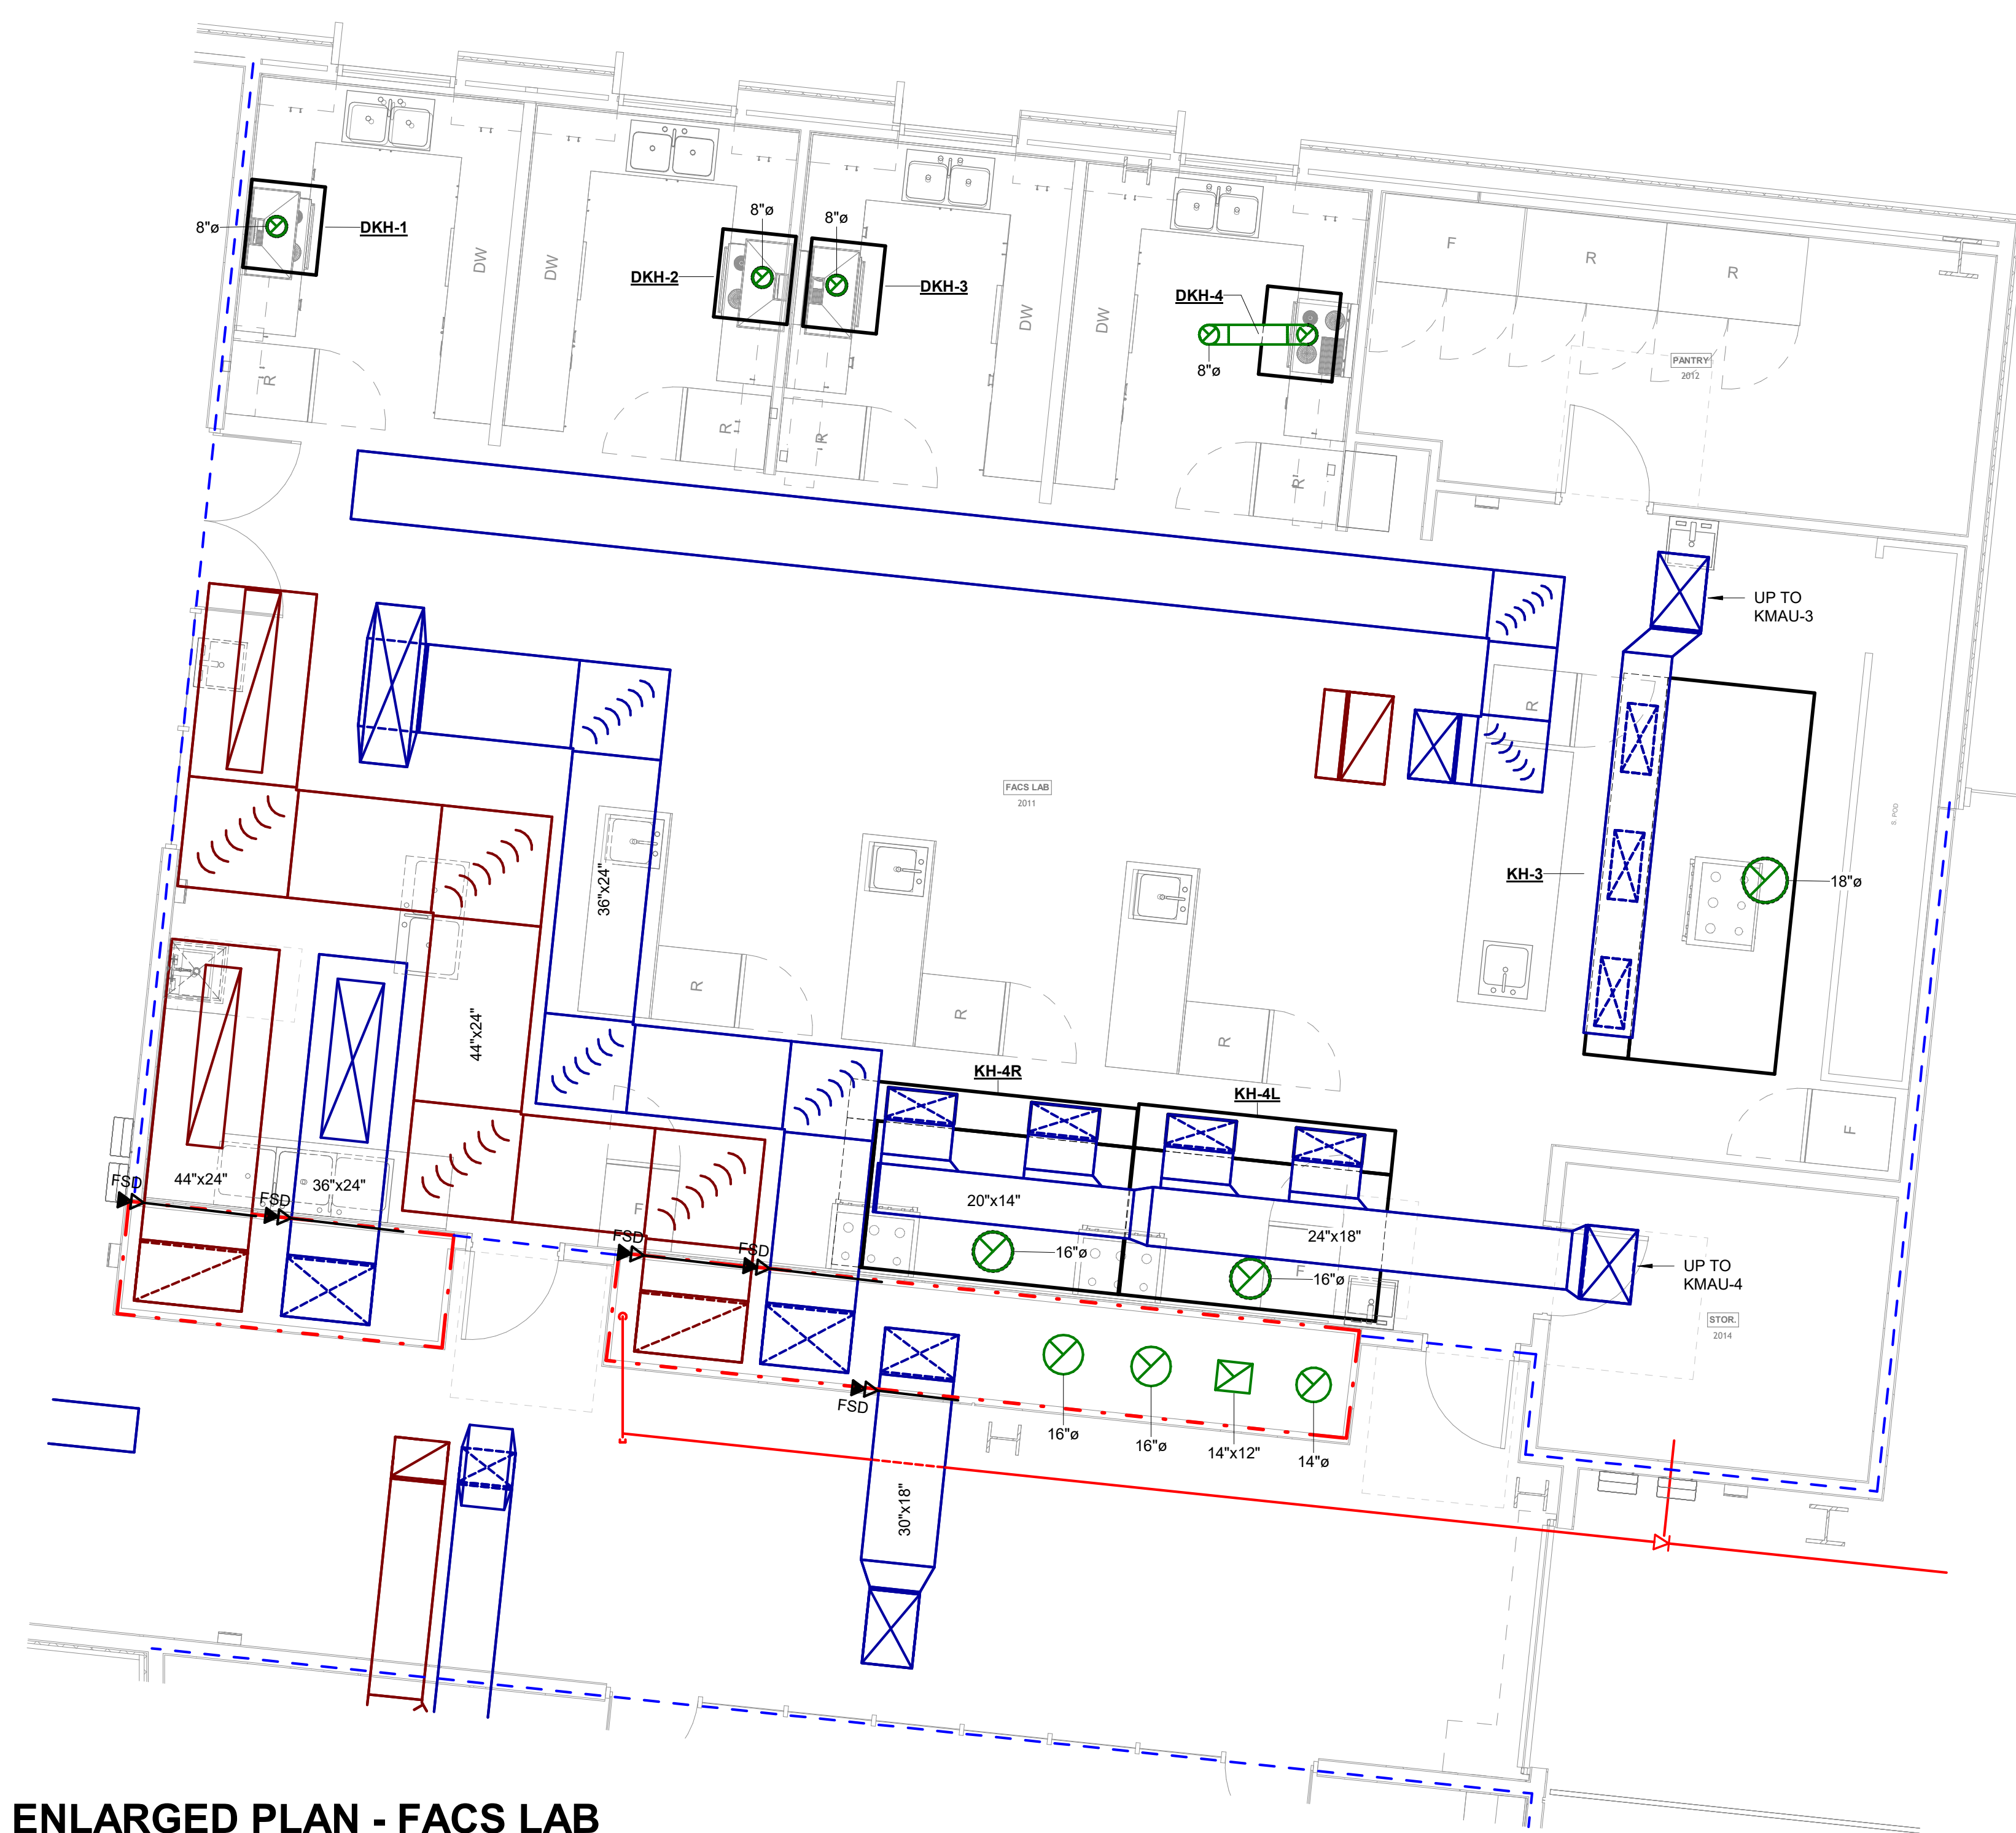 8"ø
DKH-1
DW
DW
DKH-2
8"ø
8"ø
DKH-3
DW
DW
DKH-4
8"ø
F
R
R
PANTRY
2012
R
R
R
R
UP TO
KMAU-3
R
FACS LAB
2011
S. POD
36"x24"
KH-3
18"ø
44"x24"
R
R
R
KH-4R
KH-4L
F
44"x24"
36"x24"
FSD
FSD
F
20"x14"
24"x18"
FSD
FSD
16"ø
16"ø
F
UP TO
KMAU-4
STOR.
2014
FSD
16"ø
16"ø
14"x12"
14"ø
30"x18"
ENLARGED PLAN - FACS LAB